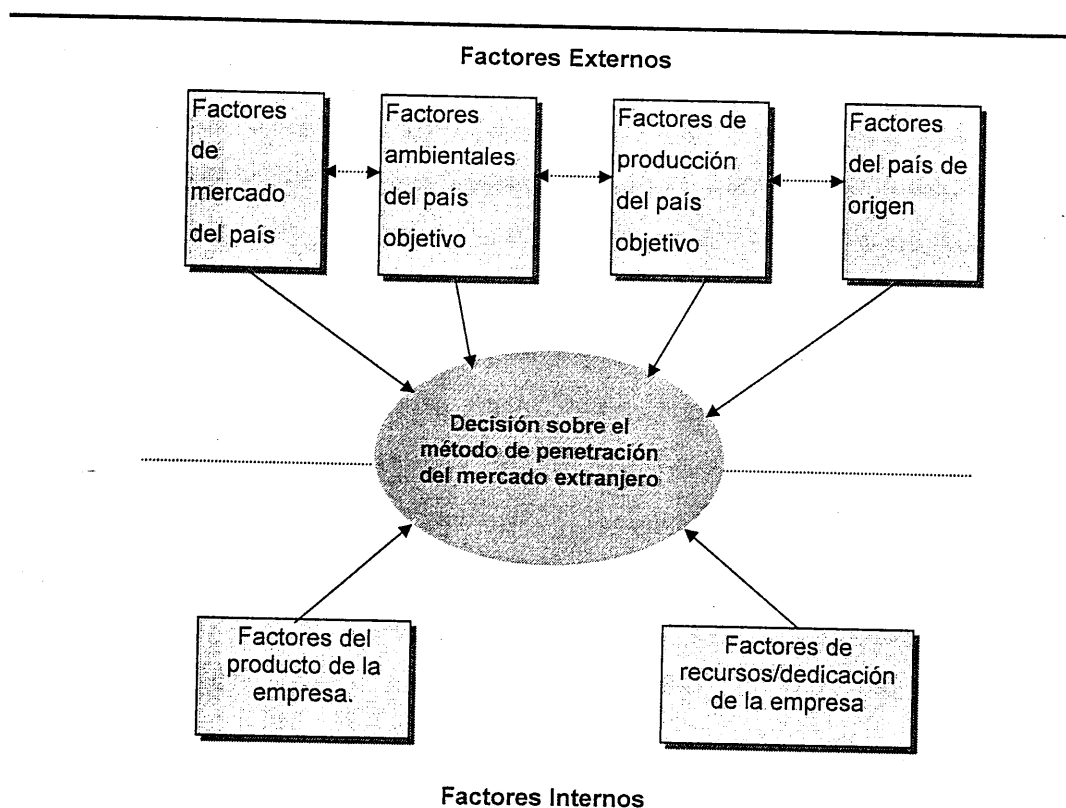 Factores Externos
Factores
de
mercado
del país
Factores
ambientales
del país
objetivo
Factores de
producción
del país
objetivo
Factores
del país de
origen
Decisión sobre el
método de penetración
del mercado extranjero
Factores del
producto de la
empresa.
Factores de
recursos/dedicación
de la empresa
Factores Internos